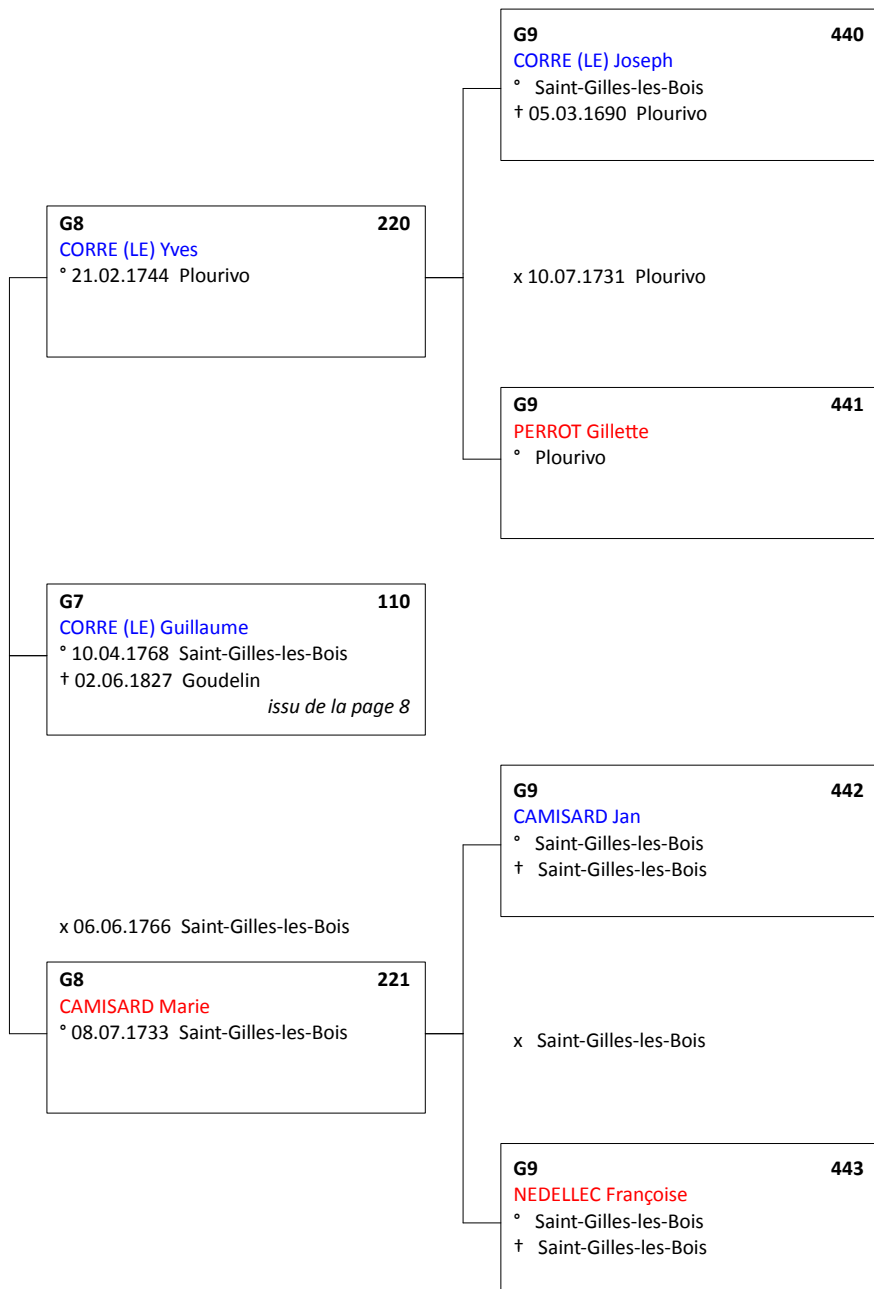 G9 440
CORRE (LE) Joseph
° Saint-Gilles-les-Bois
† 05.03.1690 Plourivo
G8 220
CORRE (LE) Yves
° 21.02.1744 Plourivo
x 10.07.1731 Plourivo
G9 441
PERROT Gillette
° Plourivo
G7 110
CORRE (LE) Guillaume
° 10.04.1768 Saint-Gilles-les-Bois
† 02.06.1827 Goudelin
issu de la page 8
G9 442
CAMISARD Jan
° Saint-Gilles-les-Bois
† Saint-Gilles-les-Bois
x 06.06.1766 Saint-Gilles-les-Bois
G8 221
CAMISARD Marie
° 08.07.1733 Saint-Gilles-les-Bois
x Saint-Gilles-les-Bois
G9 443
NEDELLEC Françoise
° Saint-Gilles-les-Bois
† Saint-Gilles-les-Bois